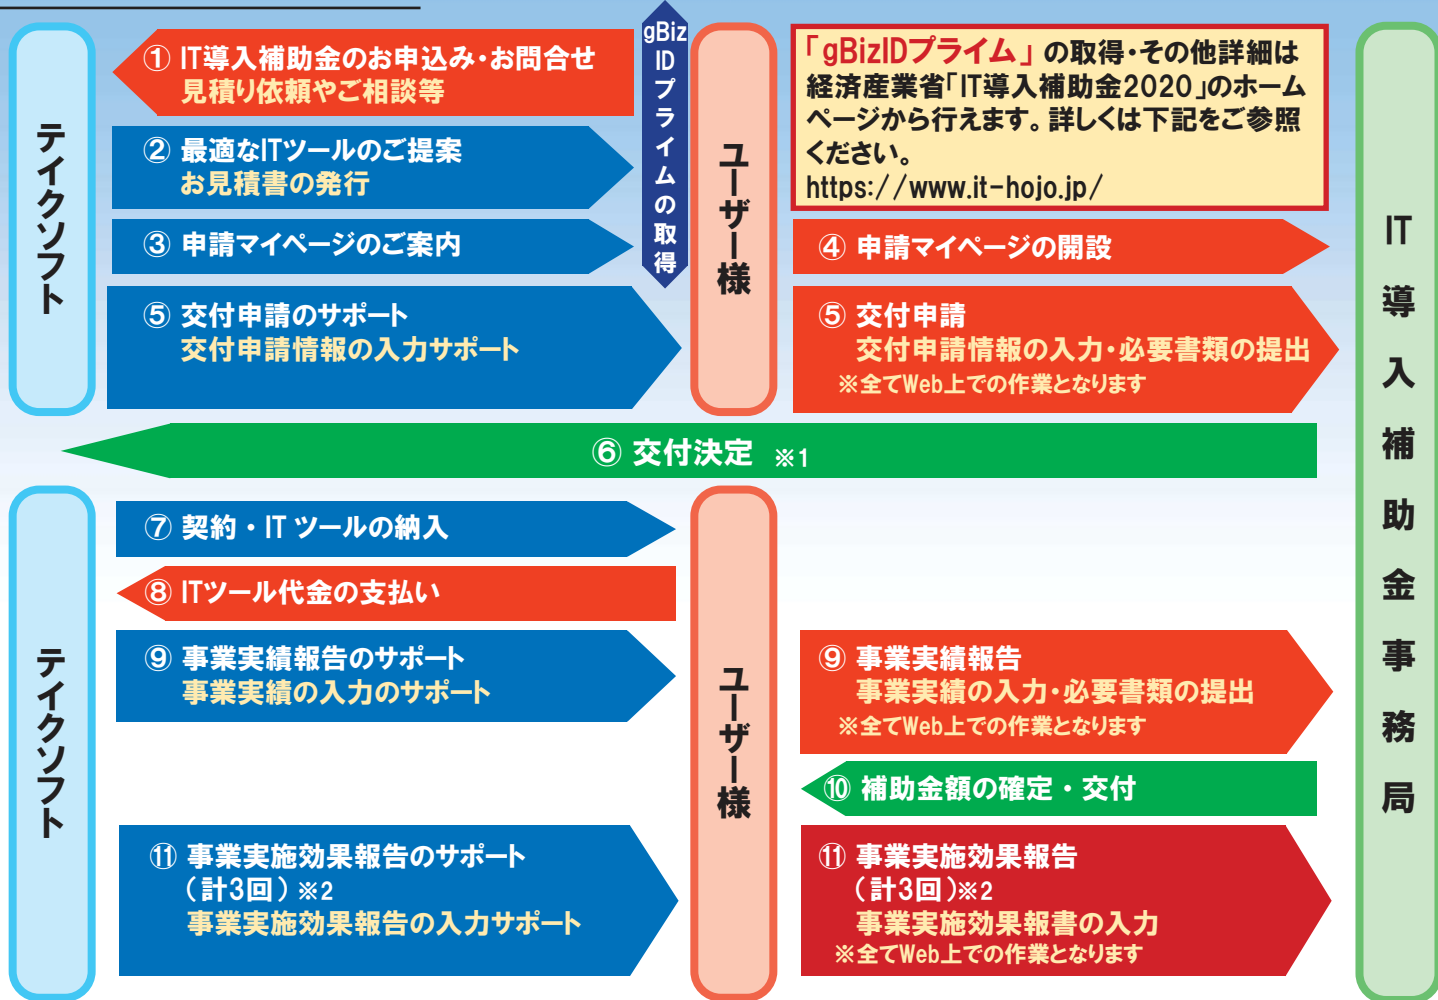 テイクソフト
① IT導入補助金のお申込み・お問合せ
見積り依頼やご相談等
② 最適なITツールのご提案
お見積書の発行
③ 申請マイページのご案内
⑤ 交付申請のサポート
交付申請情報の入力サポート
gBizIDプライムの取得
ユーザー様
「gBizIDプライム」の取得・その他詳細は
経済産業省「IT導入補助金2020」のホーム
ページから行えます。詳しくは下記をご参照
ください。
https://www.it-hojo.jp/
④ 申請マイページの開設
⑤ 交付申請
交付申請情報の入力・必要書類の提出
※全てWeb上での作業となります
IT導入補助金事務局
⑥ 交付決定 ※1
テイクソフト
⑦ 契約・IT ツールの納入
⑧ ITツール代金の支払い
⑨ 事業実績報告のサポート
事業実績の入力のサポート
⑪ 事業実施効果報告のサポート
（計3回）※2
事業実施効果報告の入力サポート
ユーザー様
⑨ 事業実績報告
事業実績の入力・必要書類の提出
※全てWeb上での作業となります
⑩ 補助金額の確定・交付
⑪ 事業実施効果報告
（計3回）※2
事業実施効果報書の入力
※全てWeb上での作業となります